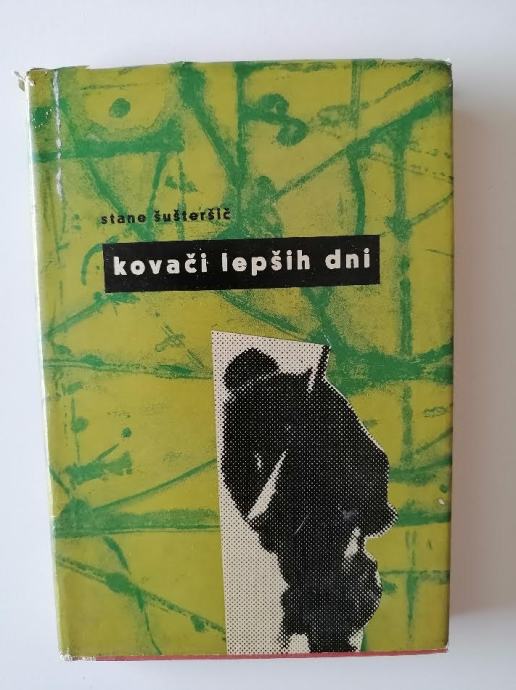 stane šušteršič
kovači lepših dni